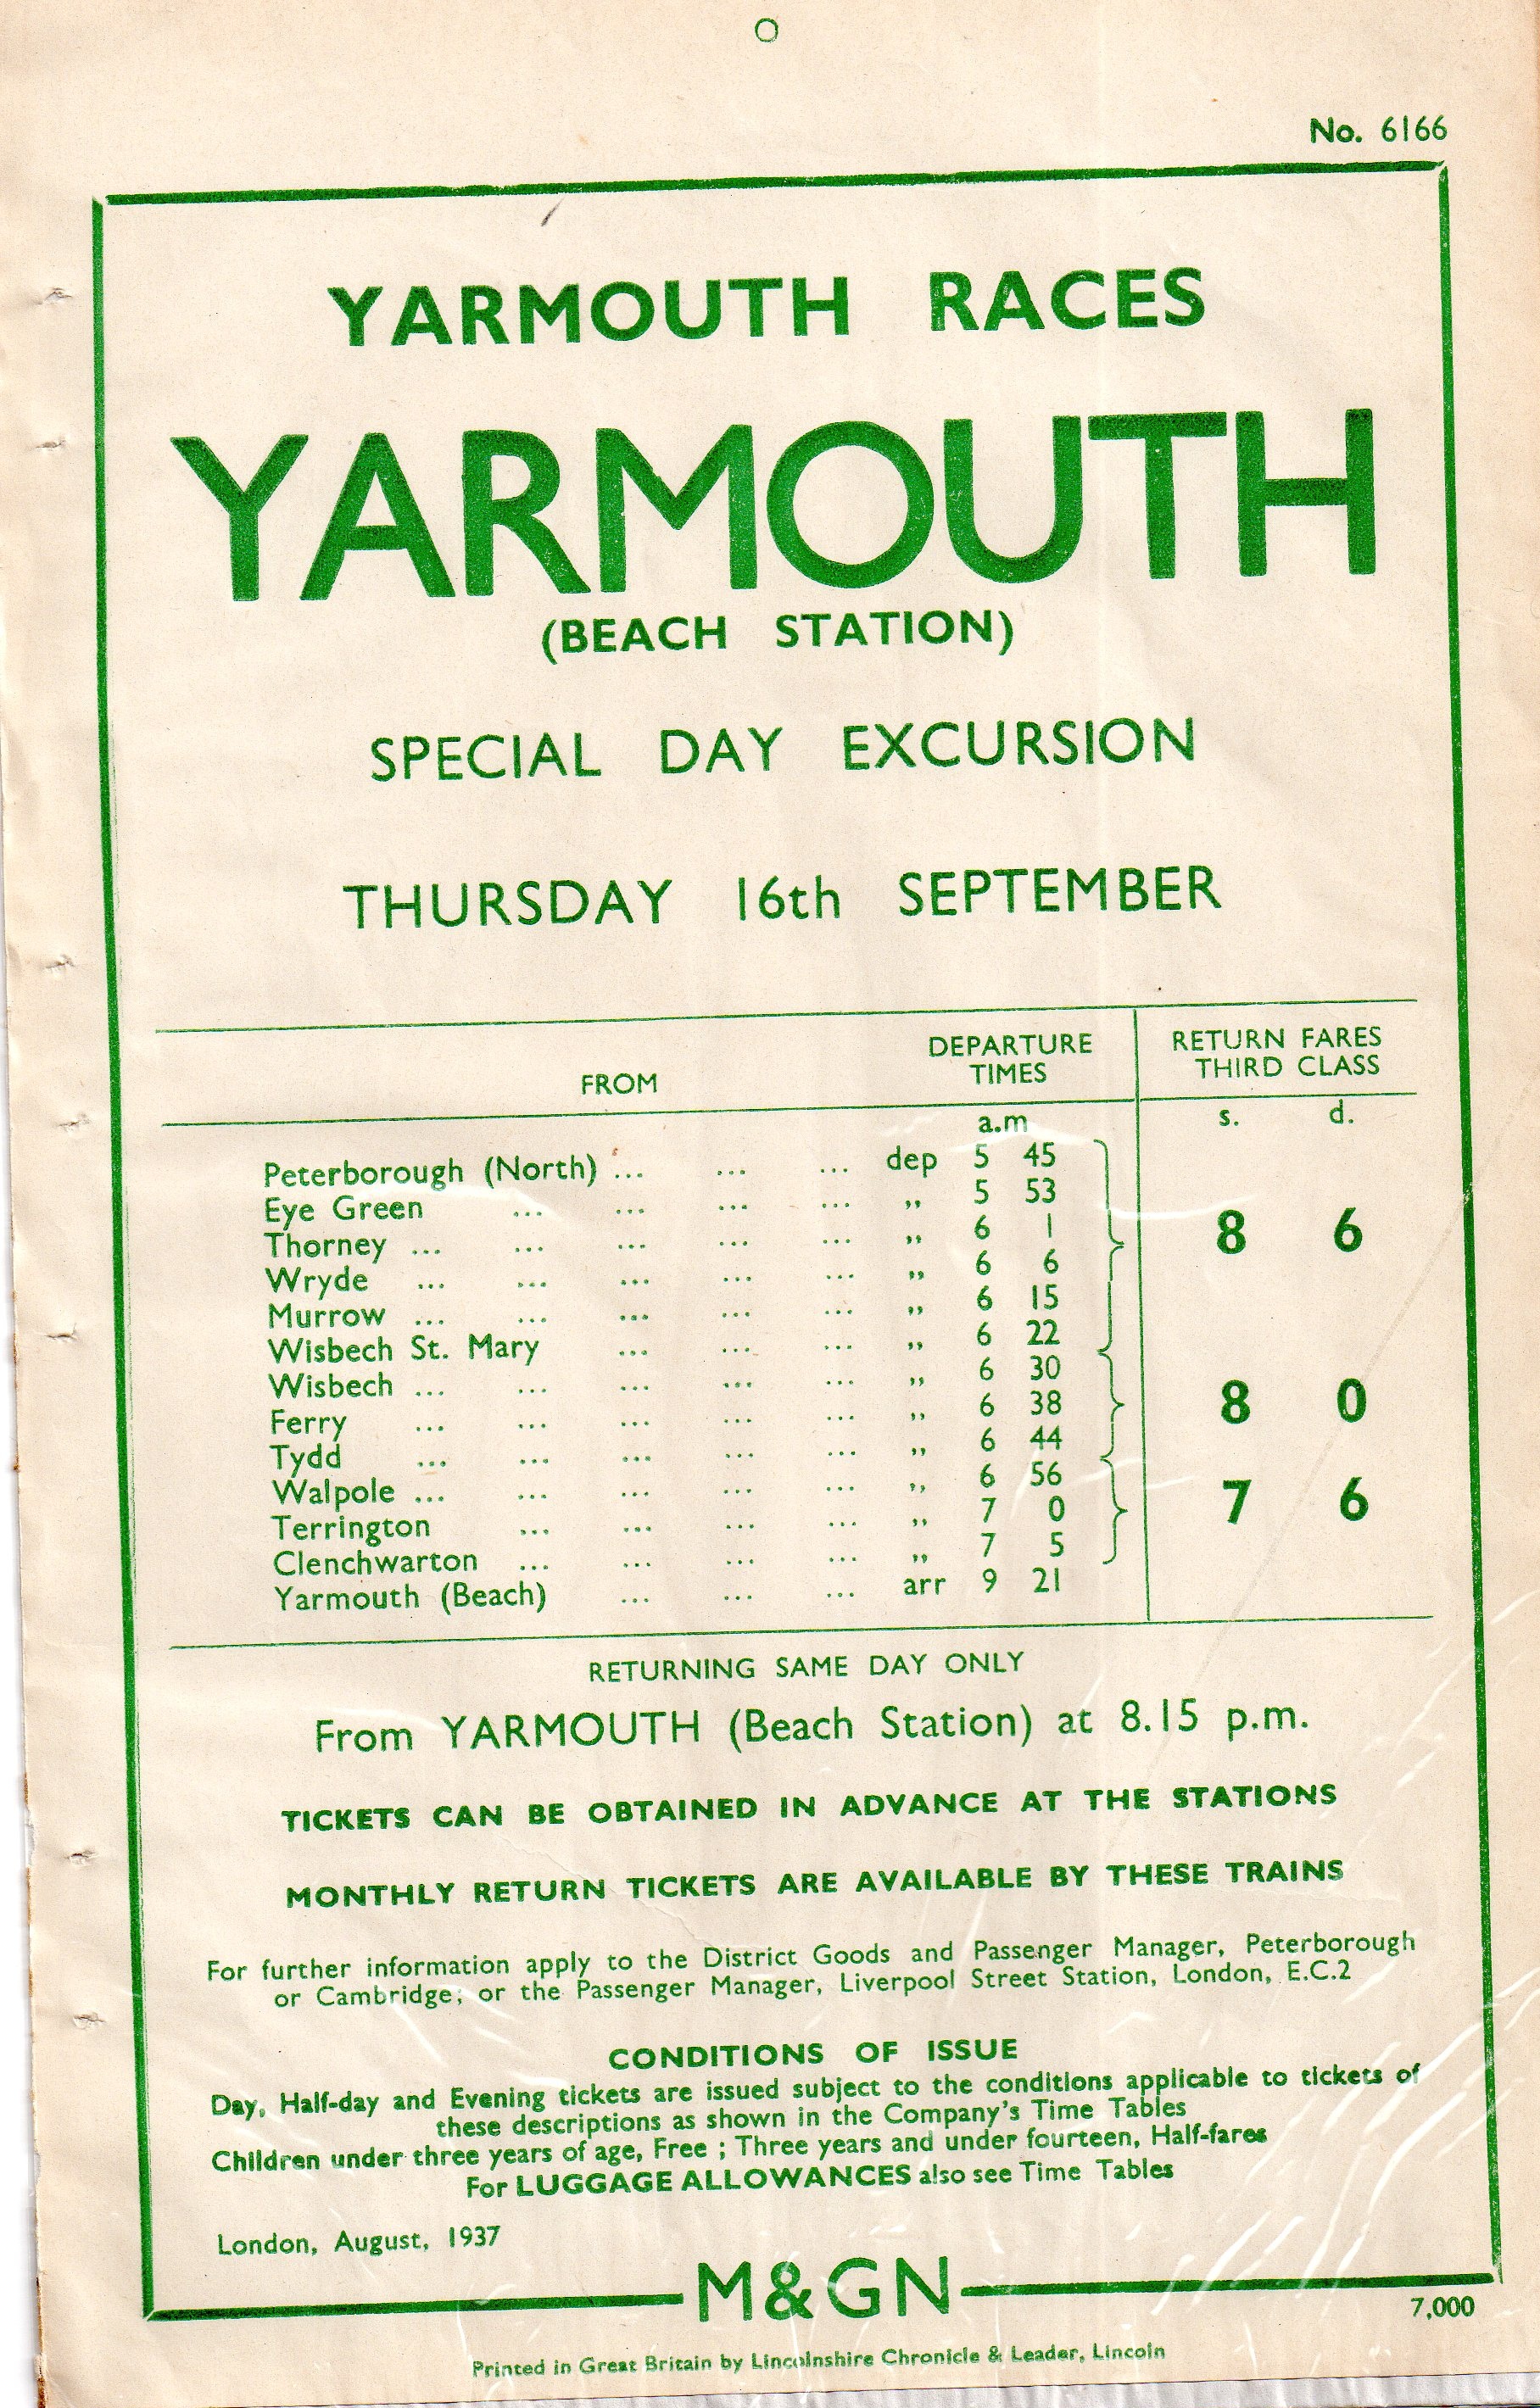 No. 6166
YARMOUTH RACES
YARMOUTH
(BEACH STATION)
SPECIAL DAY EXCURSION
THURSDAY 16th SEPTEMBER
FROM DEPARTURE TIMES RETURN FARES THIRD CLASS
a.m s. d.
Peterborough (North) ... ... ... dep 5 45
Eye Green ... ... ... ... ,, 5 53
Thorney ... ... ... ... ... ,, 6 1 8 6
Wryde ... ... ... ... ... ,, 6 6
Murrow ... ... ... ... ... ,, 6 15
Wisbech St. Mary ... ... ... ,, 6 22
Wisbech ... ... ... ... ... ,, 6 30
Ferry ... ... ... ... ... ,, 6 38 8 0
Tydd ... ... ... ... ... ,, 6 44
Walpole ... ... ... ... ... ,, 6 56
Terrington ... ... ... ... ,, 7 0 7 6
Clenchwarton ... ... ... ... ,, 7 5
Yarmouth (Beach) ... ... ... arr 9 21
RETURNING SAME DAY ONLY
From YARMOUTH (Beach Station) at 8.15 p.m.
TICKETS CAN BE OBTAINED IN ADVANCE AT THE STATIONS
MONTHLY RETURN TICKETS ARE AVAILABLE BY THESE TRAINS
For further information apply to the District Goods and Passenger Manager, Peterborough
or Cambridge; or the Passenger Manager, Liverpool Street Station, London, E.C.2
CONDITIONS OF ISSUE
Day, Half-day and Evening tickets are issued subject to the conditions applicable to tickets of
these descriptions as shown in the Company's Time Tables
Children under three years of age, Free ; Three years and under fourteen, Half-fares
For LUGGAGE ALLOWANCES also see Time Tables
London, August, 1937
M&GN
7,000
Printed in Great Britain by Lincolnshire Chronicle & Leader, Lincoln